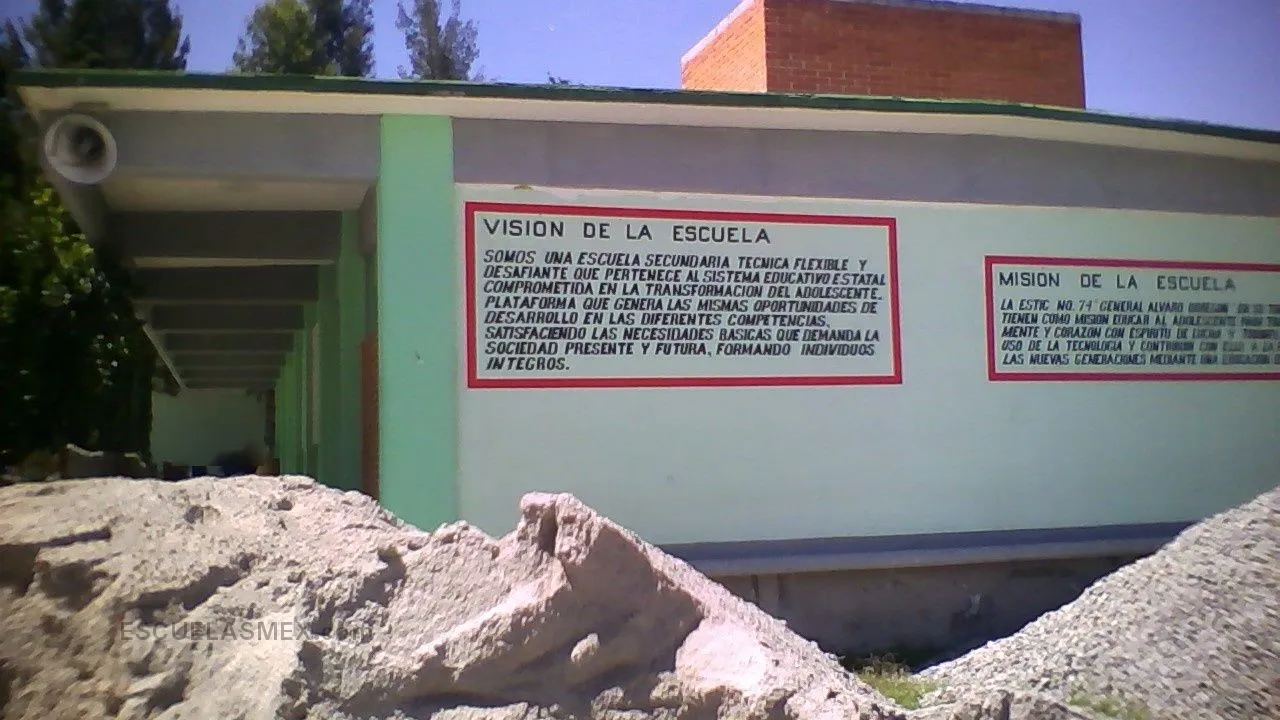 VISION DE LA ESCUELA
SOMOS UNA ESCUELA SECUNDARIA TECNICA FLEXIBLE Y
DESAFIANTE QUE PERTENECE AL SISTEMA EDUCATIVO ESTATAL
COMPROMETIDA EN LA TRANSFORMACION DEL ADOLESCENTE.
PLATAFORMA QUE GENERA LAS MISMAS OPORTUNIDADES DE
DESARROLLO EN LAS DIFERENTES COMPETENCIAS,
SATISFACIENDO LAS NECESIDADES BASICAS QUE DEMANDA LA
SOCIEDAD PRESENTE Y FUTURA, FORMANDO INDIVIDUOS
INTEGROS.
MISION DE LA ESCUELA
LA ESTIC. NO. 74 GENERAL ALVARO
TIENEN COMO MISION EDUCAR AL ADOLESCENTE
MENTE Y CORAZON CON ESPIRITU DE
USO DE LA TECNOLOGIA Y CONTRIBUIR CON
LAS NUEVAS GENERACIONES MEDIANTE UNA EDUCACION
ESCUELASMEX.com